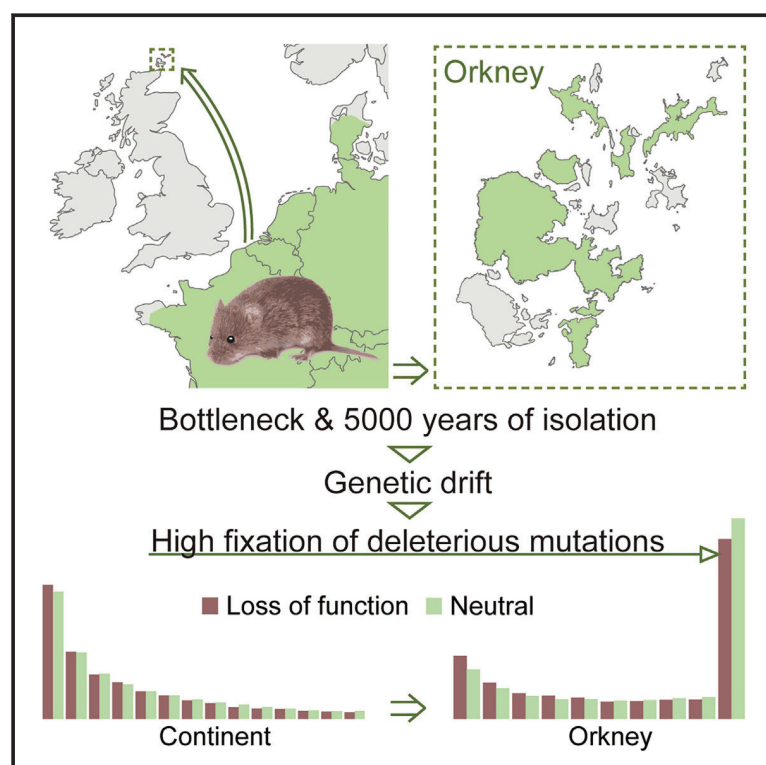 Orkney
Bottleneck & 5000 years of isolation
Genetic drift
High fixation of deleterious mutations
Loss of function Neutral
Continent Orkney